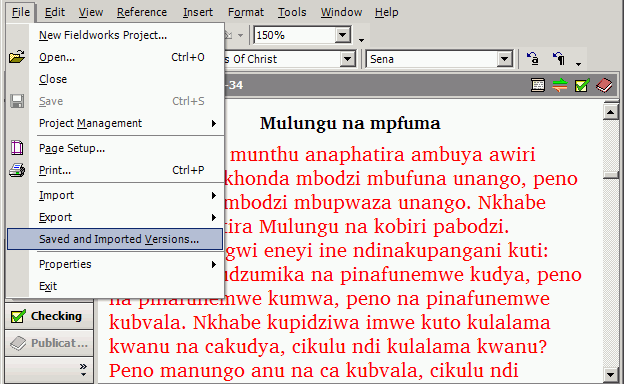 File Edit View Reference Insert Format Tools Window Help
New Fieldworks Project...
150%
Open... Ctrl+O
s Of Christ Sena
Close
-34
Save Ctrl+S
Project Management
Mulungu na mpfuma
Page Setup...
munthu anaphatira ambuya awiri
Print... Ctrl+P
khonda mbodzi mbufuna unango, peno
Import
mbodzi mbupwaza unango. Nkhabe
Export
tira Mulungu na kobiri pabodzi.
Saved and Imported Versions...
gwi eneyi ine ndinakupangani kuti:
Properties
udzumika na pinafunemwe kudya, peno
Exit
na pinafunemwe kumwa, peno na pinafunemwe
Checking
kubvala. Nkhabe kupidziwa imwe kuto kulalama
Publicat...
kwanu na cakudya, cikulu ndi kulalama kwanu?
Peno manungo anu na ca kubvala, cikulu ndi